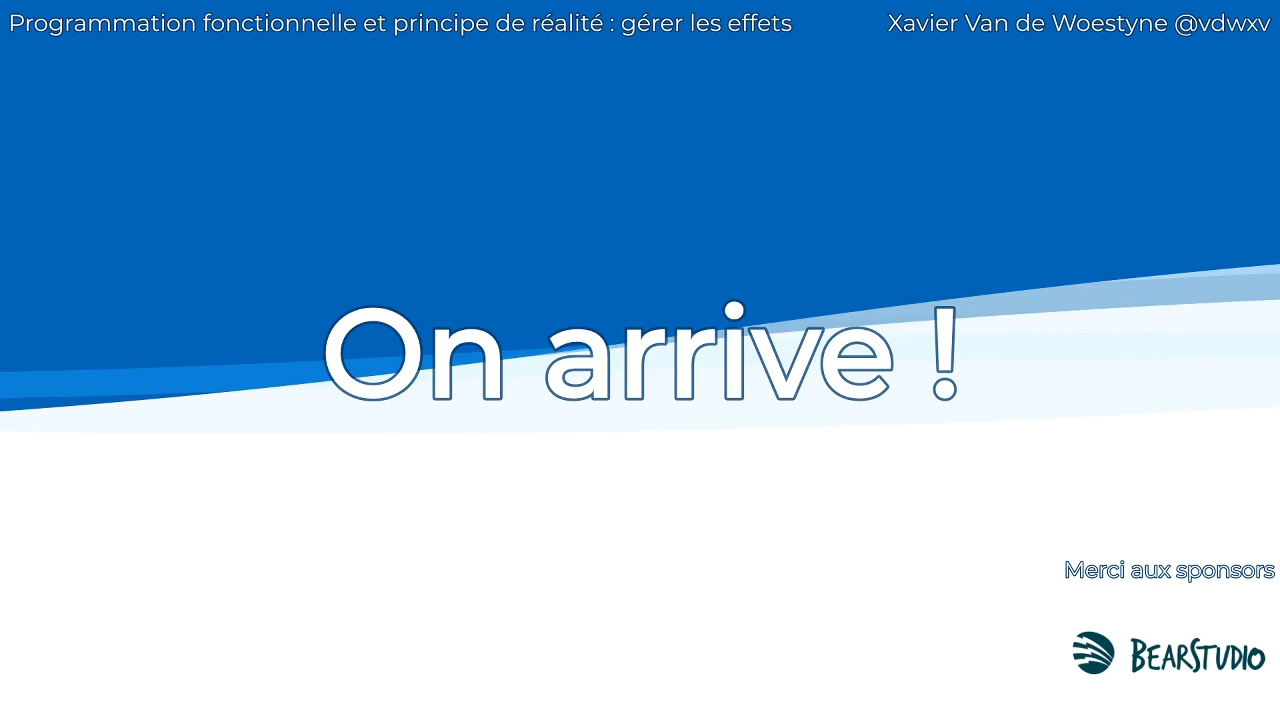 Programmation fonctionnelle et principe de réalité : gérer les effets
Xavier Van de Woestyne @vdwxv
On arrive !
Merci aux sponsors
BEARSTUDIO